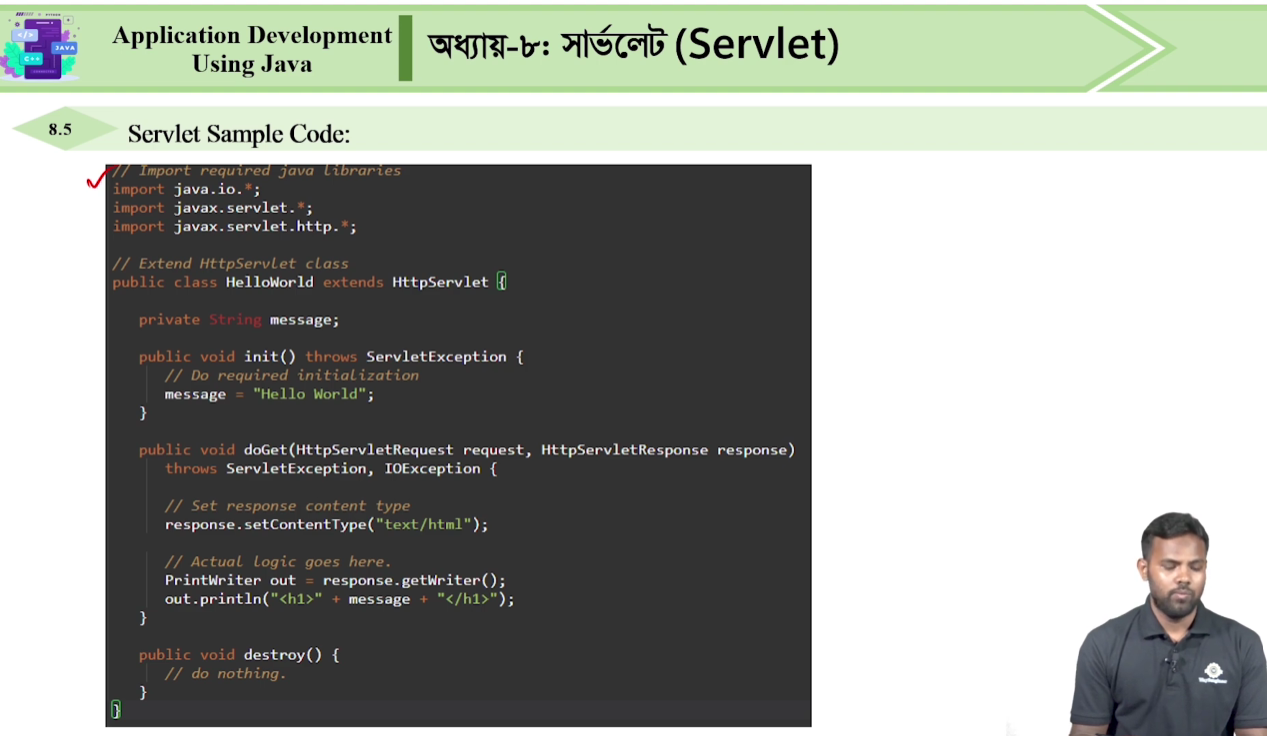 Application Development
Using Java
অধ্যায়-৮: সার্ভলেট (Servlet)
</>
JAVA
C++
8.5
Servlet Sample Code:
// Import required java libraries
import java.io.*;
import javax.servlet.*;
import javax.servlet.http.*;
// Extend HttpServlet class
public class HelloWorld extends HttpServlet {
private String message;
public void init() throws ServletException {
// Do required initialization
message = "Hello World";
}
public void doGet(HttpServletRequest request, HttpServletResponse response)
throws ServletException, IOException {
// Set response content type
response.setContentType("text/html");
// Actual logic goes here.
PrintWriter out = response.getWriter();
out.println("<h1>" + message + "</h1>");
}
public void destroy() {
// do nothing.
}
}